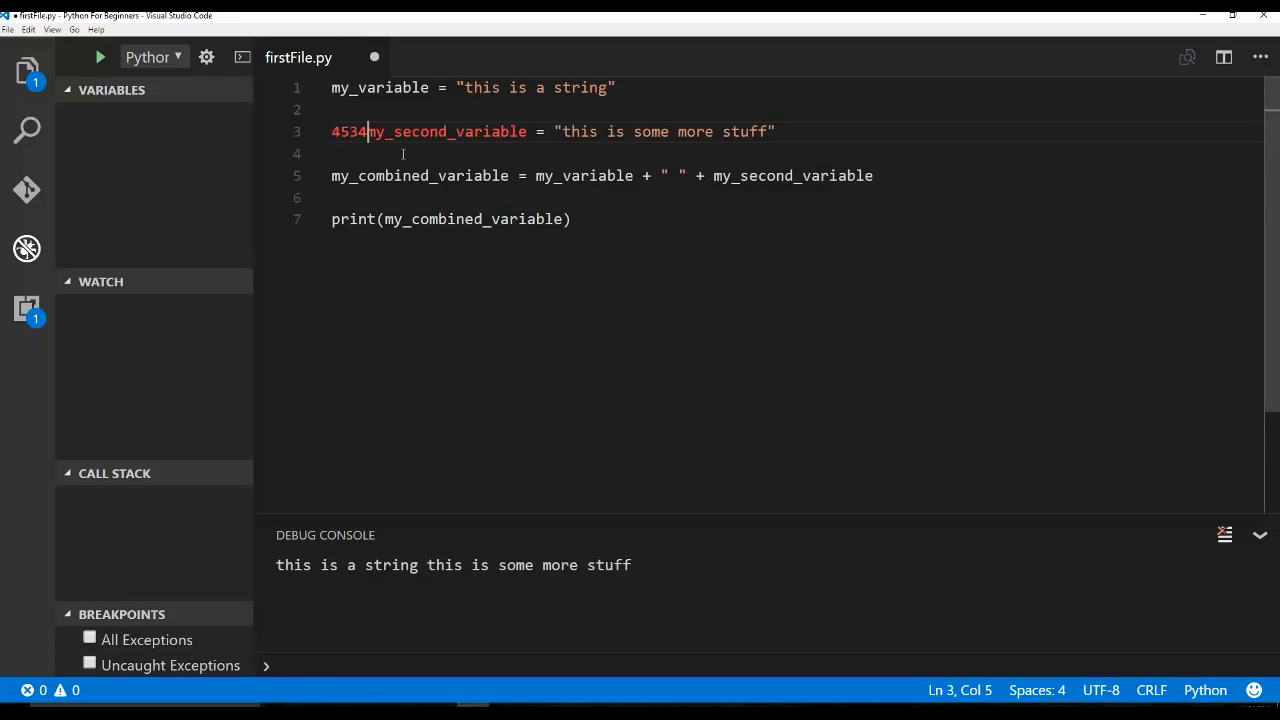 ● firstFile.py - Python For Beginners - Visual Studio Code
File Edit View Go Help
Python firstFile.py
1
VARIABLES
1 my_variable = "this is a string"
2
3 4534my_second_variable = "this is some more stuff"
4
5 my_combined_variable = my_variable + " " + my_second_variable
6
7 print(my_combined_variable)
WATCH
1
CALL STACK
DEBUG CONSOLE
this is a string this is some more stuff
BREAKPOINTS
All Exceptions
Uncaught Exceptions
0 0 Ln 3, Col 5 Spaces: 4 UTF-8 CRLF Python